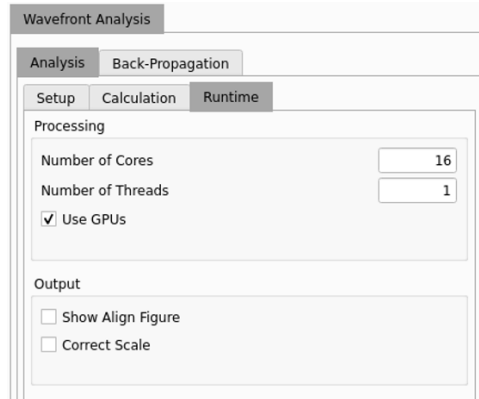 Wavefront Analysis
Analysis Back-Propagation
Setup Calculation Runtime
Processing
Number of Cores 16
Number of Threads 1
Use GPUs
Output
Show Align Figure
Correct Scale